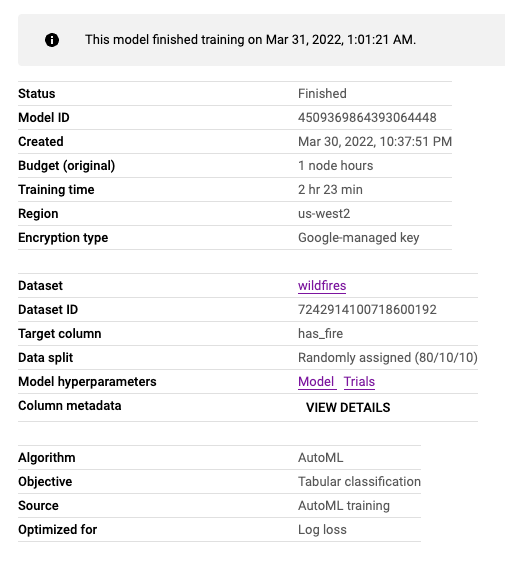 This model finished training on Mar 31, 2022, 1:01:21 AM.
Status Finished
Model ID 4509369864393064448
Created Mar 30, 2022, 10:37:51 PM
Budget (original) 1 node hours
Training time 2 hr 23 min
Region us-west2
Encryption type Google-managed key
Dataset wildfires
Dataset ID 7242914100718600192
Target column has_fire
Data split Randomly assigned (80/10/10)
Model hyperparameters Model Trials
Column metadata VIEW DETAILS
Algorithm AutoML
Objective Tabular classification
Source AutoML training
Optimized for Log loss